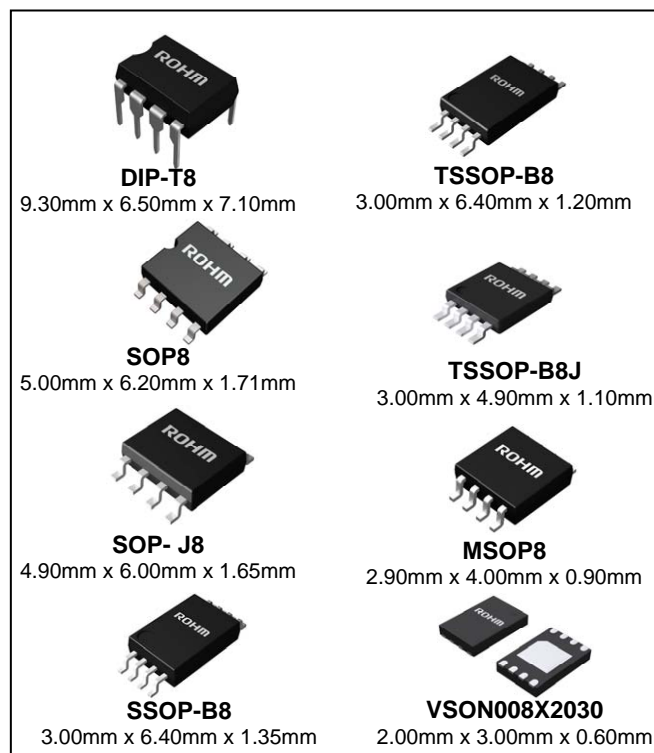 ROHM
DIP-T8
9.30mm x 6.50mm x 7.10mm
ROHM
TSSOP-B8
3.00mm x 6.40mm x 1.20mm
ROHM
SOP8
5.00mm x 6.20mm x 1.71mm
ROHM
TSSOP-B8J
3.00mm x 4.90mm x 1.10mm
ROHM
SOP- J8
4.90mm x 6.00mm x 1.65mm
ROHM
MSOP8
2.90mm x 4.00mm x 0.90mm
ROHM
SSOP-B8
3.00mm x 6.40mm x 1.35mm
ROHM
VSON008X2030
2.00mm x 3.00mm x 0.60mm